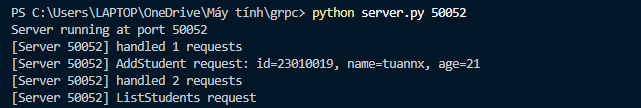 PS C:\Users\LAPTOP\OneDrive\Máy tính\grpc> python server.py 50052
Server running at port 50052
[Server 50052] handled 1 requests
[Server 50052] AddStudent request: id=23010019, name=tuannx, age=21
[Server 50052] handled 2 requests
[Server 50052] ListStudents request